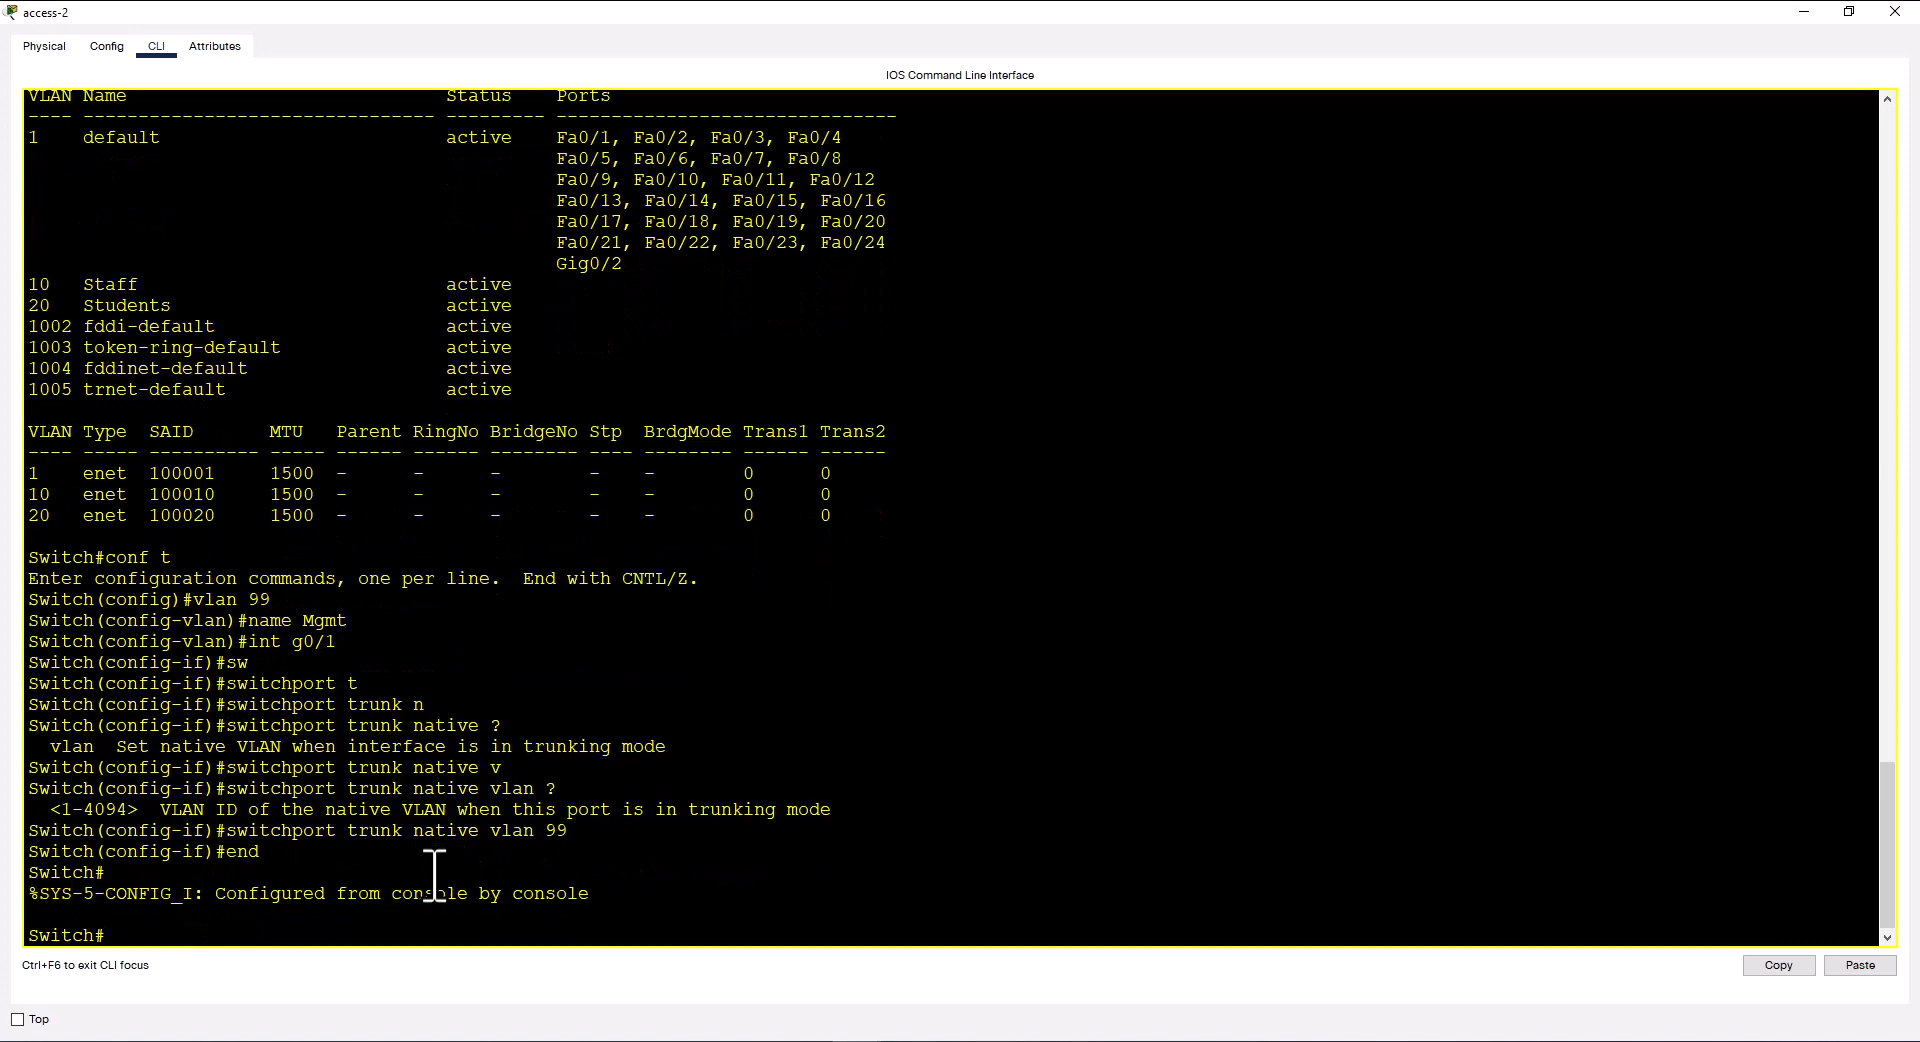 access-2
Physical Config CLI Attributes
IOS Command Line Interface
VLAN Name                             Status    Ports
---- -------------------------------- --------- -------------------------------
1    default                          active    Fa0/1, Fa0/2, Fa0/3, Fa0/4
                                                Fa0/5, Fa0/6, Fa0/7, Fa0/8
                                                Fa0/9, Fa0/10, Fa0/11, Fa0/12
                                                Fa0/13, Fa0/14, Fa0/15, Fa0/16
                                                Fa0/17, Fa0/18, Fa0/19, Fa0/20
                                                Fa0/21, Fa0/22, Fa0/23, Fa0/24
                                                Gig0/2
10   Staff                            active
20   Students                         active
1002 fddi-default                     active
1003 token-ring-default               active
1004 fddinet-default                  active
1005 trnet-default                    active
VLAN Type  SAID       MTU   Parent RingNo BridgeNo Stp  BrdgMode Trans1 Trans2
---- ----- ---------- ----- ------ ------ -------- ---- -------- ------ ------
1    enet  100001     1500  -      -      -        -    -        0      0
10   enet  100010     1500  -      -      -        -    -        0      0
20   enet  100020     1500  -      -      -        -    -        0      0
Switch#conf t
Enter configuration commands, one per line.  End with CNTL/Z.
Switch(config)#vlan 99
Switch(config-vlan)#name Mgmt
Switch(config-vlan)#int g0/1
Switch(config-if)#sw
Switch(config-if)#switchport t
Switch(config-if)#switchport trunk n
Switch(config-if)#switchport trunk native ?
  vlan  Set native VLAN when interface is in trunking mode
Switch(config-if)#switchport trunk native v
Switch(config-if)#switchport trunk native vlan ?
  <1-4094>  VLAN ID of the native VLAN when this port is in trunking mode
Switch(config-if)#switchport trunk native vlan 99
Switch(config-if)#end
Switch#
%SYS-5-CONFIG_I: Configured from console by console
Switch#
Ctrl+F6 to exit CLI focus
Copy Paste
Top